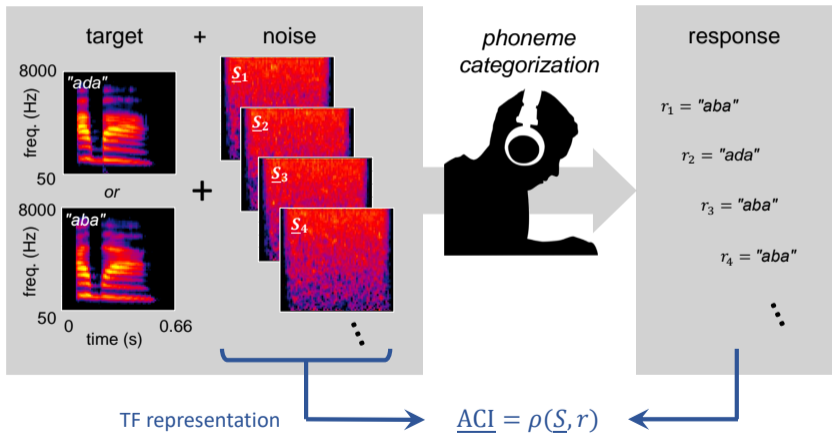 target + noise
8000
"ada"
freq. (Hz)
50
or
8000
"aba"
freq. (Hz)
50
0 0.66
time (s)
+
S1
S2
S3
S4
phoneme
categorization
response
r1 = "aba"
r2 = "ada"
r3 = "aba"
r4 = "aba"
TF representation
ACI = ρ(S, r)